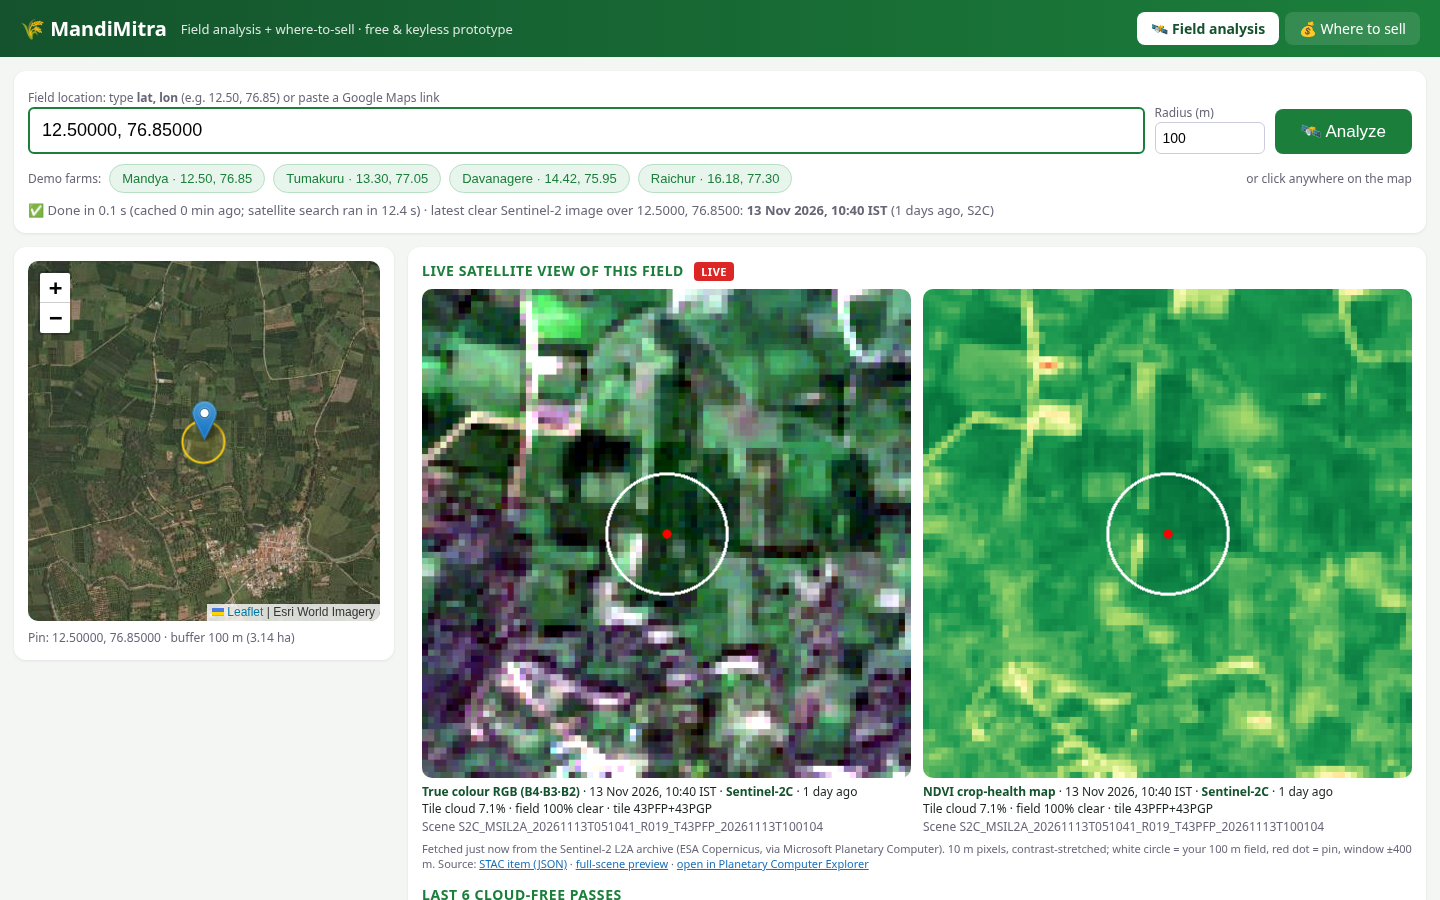 🌾 MandiMitra Field analysis + where-to-sell · free & keyless prototype
🛰️ Field analysis
💰 Where to sell
Field location: type lat, lon (e.g. 12.50, 76.85) or paste a Google Maps link
12.50000, 76.85000
Radius (m)
100
🛰️ Analyze
Demo farms:
Mandya · 12.50, 76.85
Tumakuru · 13.30, 77.05
Davanagere · 14.42, 75.95
Raichur · 16.18, 77.30
or click anywhere on the map
✅ Done in 0.1 s (cached 0 min ago; satellite search ran in 12.4 s) · latest clear Sentinel-2 image over 12.5000, 76.8500: 13 Nov 2026, 10:40 IST (1 days ago, S2C)
+
−
Leaflet | Esri World Imagery
Pin: 12.50000, 76.85000 · buffer 100 m (3.14 ha)
LIVE SATELLITE VIEW OF THIS FIELD LIVE
True colour RGB (B4·B3·B2) · 13 Nov 2026, 10:40 IST · Sentinel-2C · 1 day ago
Tile cloud 7.1% · field 100% clear · tile 43PFP+43PGP
Scene S2C_MSIL2A_20261113T051041_R019_T43PFP_20261113T100104
NDVI crop-health map · 13 Nov 2026, 10:40 IST · Sentinel-2C · 1 day ago
Tile cloud 7.1% · field 100% clear · tile 43PFP+43PGP
Scene S2C_MSIL2A_20261113T051041_R019_T43PFP_20261113T100104
Fetched just now from the Sentinel-2 L2A archive (ESA Copernicus, via Microsoft Planetary Computer). 10 m pixels, contrast-stretched; white circle = your 100 m field, red dot = pin, window ±400
m. Source: STAC item (JSON) · full-scene preview · open in Planetary Computer Explorer
LAST 6 CLOUD-FREE PASSES